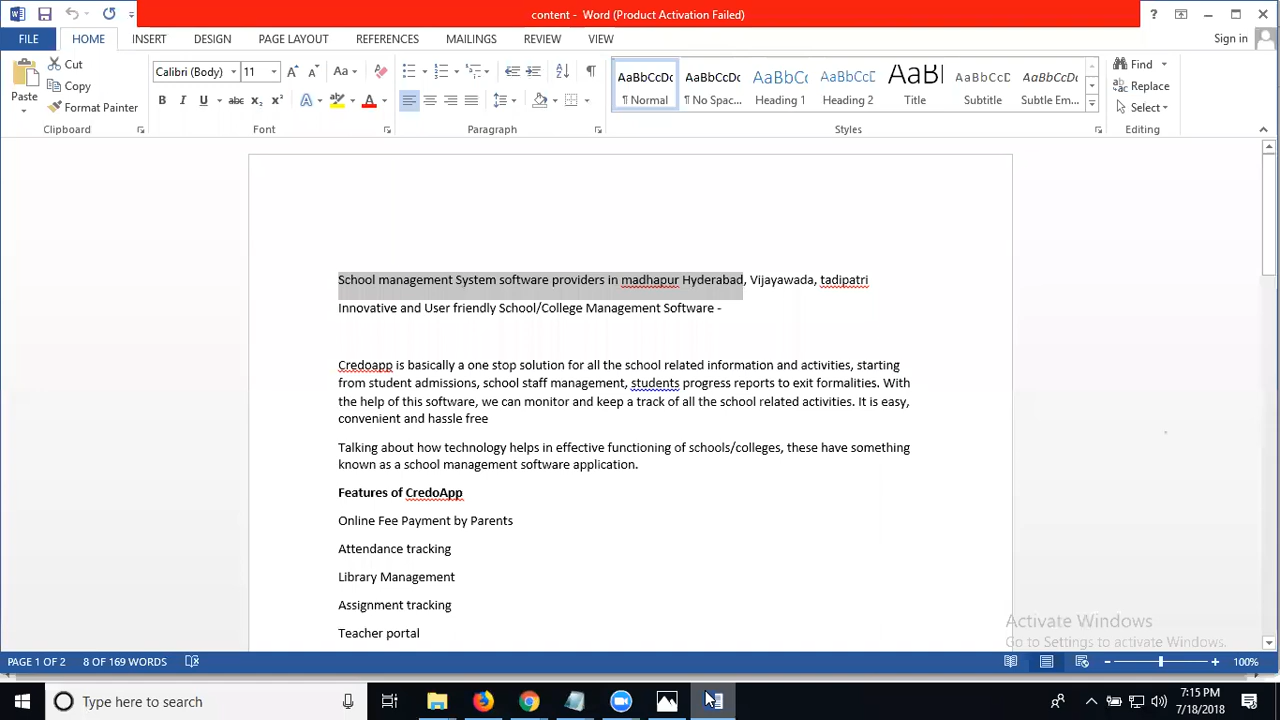 content - Word (Product Activation Failed)
FILE HOME INSERT DESIGN PAGE LAYOUT REFERENCES MAILINGS REVIEW VIEW Sign in
Paste
Cut
Copy
Format Painter
Clipboard
Calibri (Body) 11
Font
Paragraph
AaBbCcDc AaBbCcDc AaBbCc AaBbCcD AaBl AaBbCcD AaBbCcDc
¶ Normal ¶ No Spac... Heading 1 Heading 2 Title Subtitle Subtle Em...
Styles
Find
Replace
Select
Editing
School management System software providers in madhapur Hyderabad, Vijayawada, tadipatri
Innovative and User friendly School/College Management Software -
Credoapp is basically a one stop solution for all the school related information and activities, starting
from student admissions, school staff management, students progress reports to exit formalities. With
the help of this software, we can monitor and keep a track of all the school related activities. It is easy,
convenient and hassle free
Talking about how technology helps in effective functioning of schools/colleges, these have something
known as a school management software application.
Features of CredoApp
Online Fee Payment by Parents
Attendance tracking
Library Management
Assignment tracking
Teacher portal
Activate Windows
Go to Settings to activate Windows.
PAGE 1 OF 2 8 OF 169 WORDS 100%
Type here to search
7:15 PM
7/18/2018